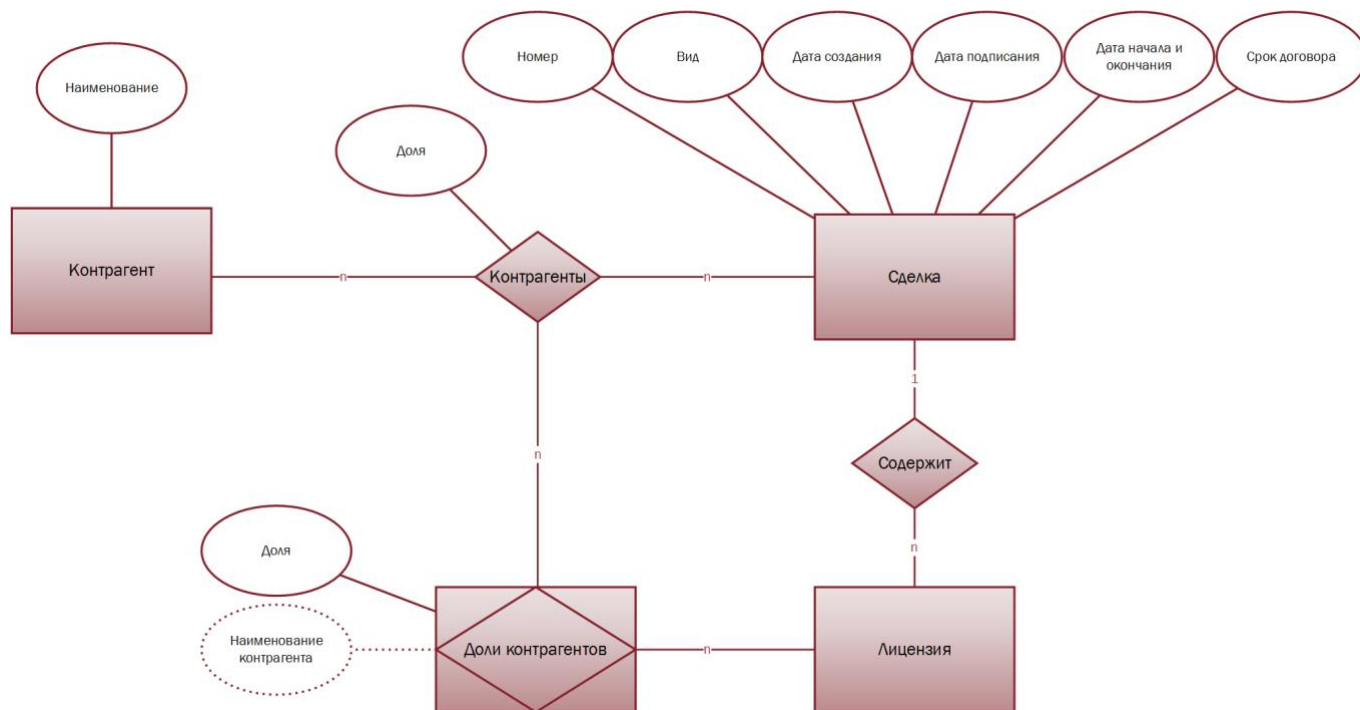 Номер
Вид
Дата создания
Дата подписания
Дата начала и
окончания
Срок договора
Наименование
Доля
Контрагент
n
Контрагенты
n
Сделка
1
n
Содержит
n
Доля
Наименование
контрагента
Доли контрагентов
n
Лицензия